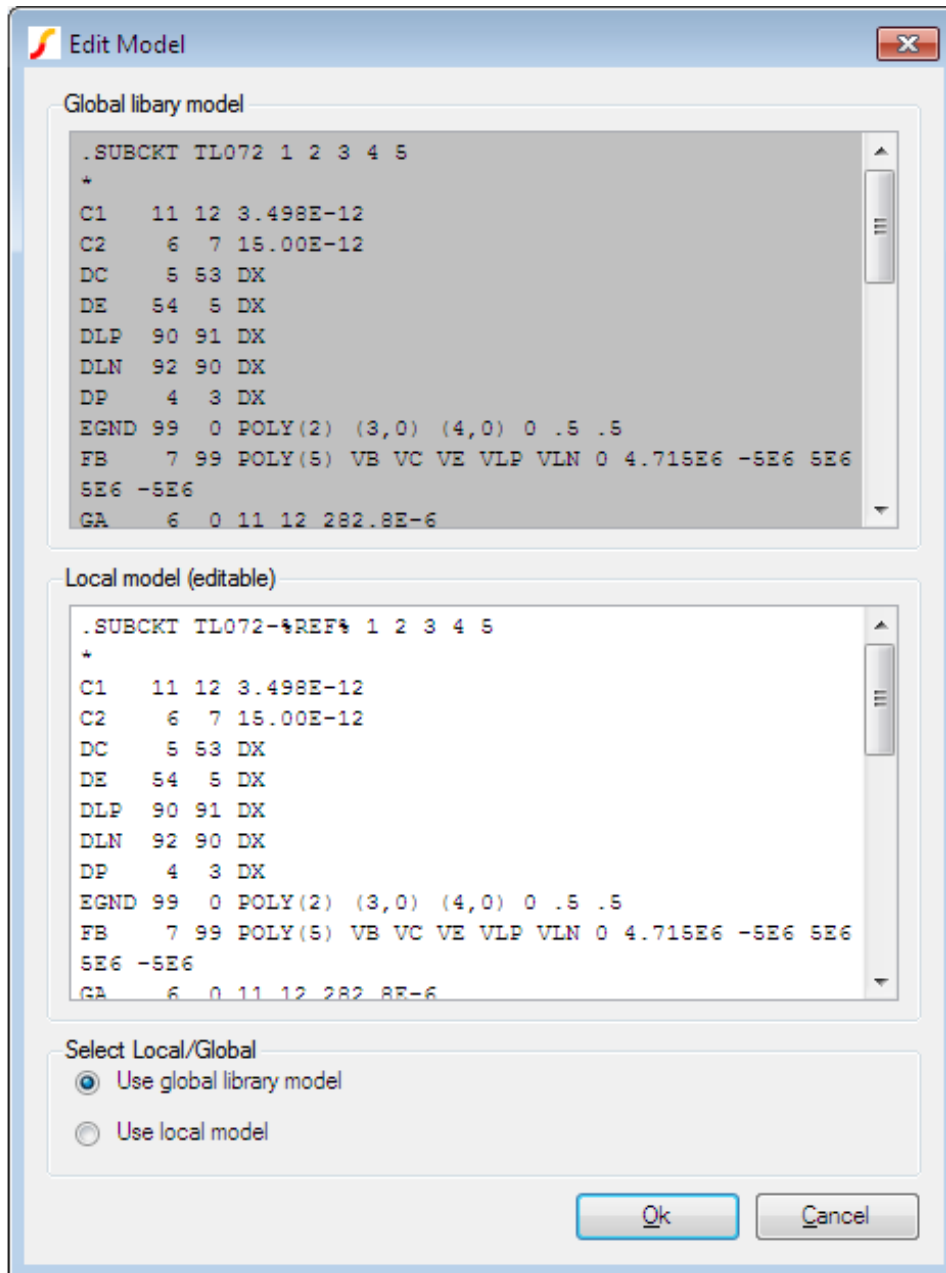 Edit Model
Global libary model
.SUBCKT TL072 1 2 3 4 5
*
C1   11 12 3.498E-12
C2    6  7 15.00E-12
DC    5 53 DX
DE   54  5 DX
DLP  90 91 DX
DLN  92 90 DX
DP    4  3 DX
EGND 99  0 POLY(2) (3,0) (4,0) 0 .5 .5
FB    7 99 POLY(5) VB VC VE VLP VLN 0 4.715E6 -5E6 5E6
5E6 -5E6
GA    6  0 11 12 282.8E-6
Local model (editable)
.SUBCKT TL072-%REF% 1 2 3 4 5
*
C1   11 12 3.498E-12
C2    6  7 15.00E-12
DC    5 53 DX
DE   54  5 DX
DLP  90 91 DX
DLN  92 90 DX
DP    4  3 DX
EGND 99  0 POLY(2) (3,0) (4,0) 0 .5 .5
FB    7 99 POLY(5) VB VC VE VLP VLN 0 4.715E6 -5E6 5E6
5E6 -5E6
GA    6  0 11 12 282.8E-6
Select Local/Global
Use global library model
Use local model
Ok
Cancel